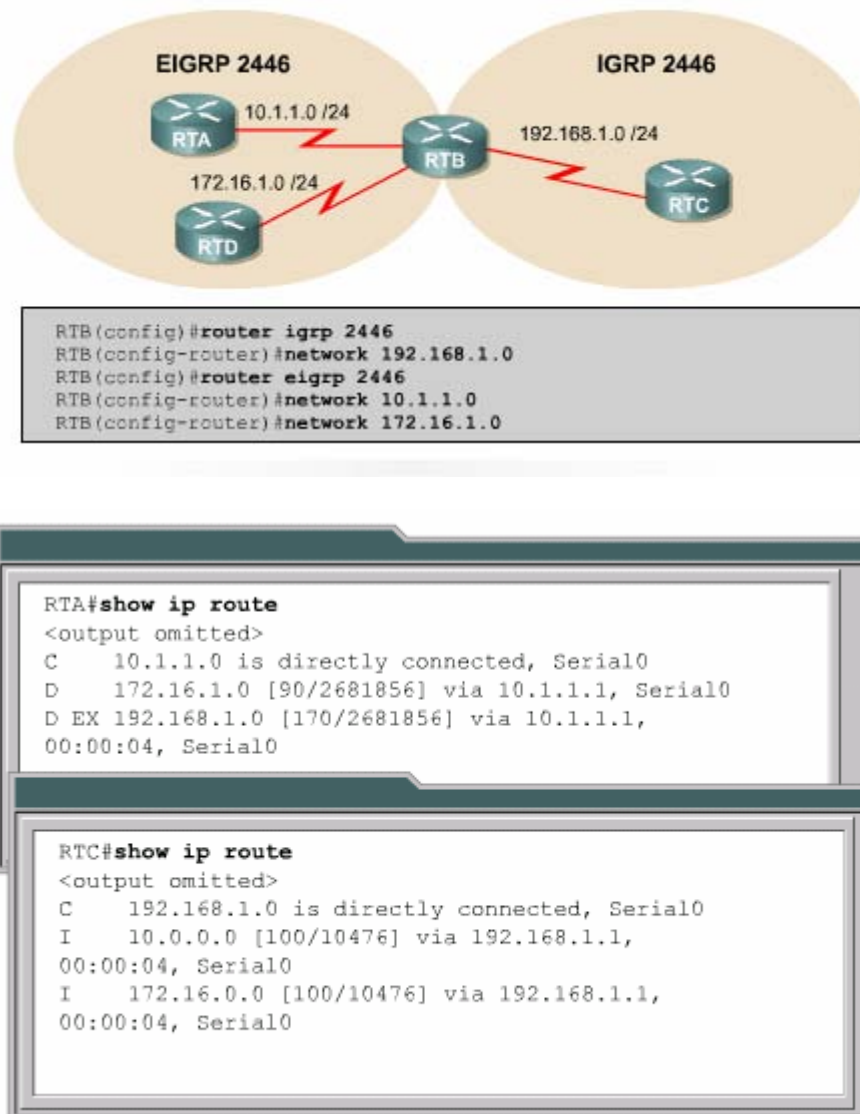 EIGRP 2446
IGRP 2446
10.1.1.0 /24
RTA
192.168.1.0 /24
RTB
172.16.1.0 /24
RTC
RTD
RTB(config)#router igrp 2446
RTB(config-router)#network 192.168.1.0
RTB(config)#router eigrp 2446
RTB(config-router)#network 10.1.1.0
RTB(config-router)#network 172.16.1.0
RTA#show ip route
<output omitted>
C 10.1.1.0 is directly connected, Serial0
D 172.16.1.0 [90/2681856] via 10.1.1.1, Serial0
D EX 192.168.1.0 [170/2681856] via 10.1.1.1,
00:00:04, Serial0
RTC#show ip route
<output omitted>
C 192.168.1.0 is directly connected, Serial0
I 10.0.0.0 [100/10476] via 192.168.1.1,
00:00:04, Serial0
I 172.16.0.0 [100/10476] via 192.168.1.1,
00:00:04, Serial0